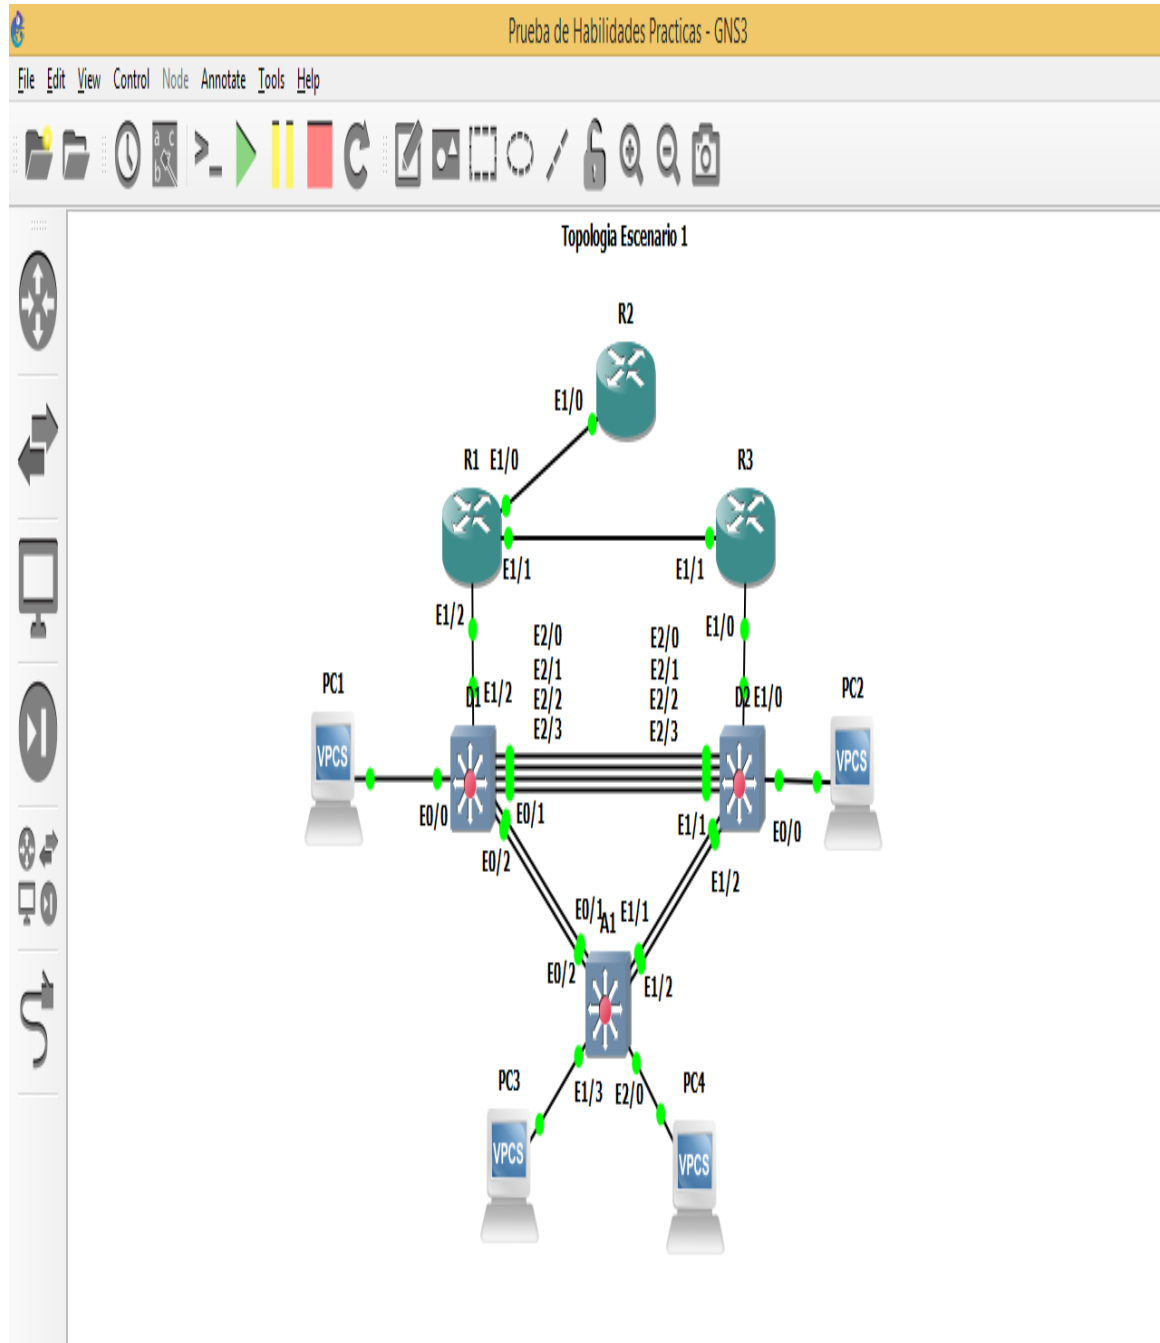 Prueba de Habilidades Practicas - GNS3
File Edit View Control Node Annotate Tools Help
Topologia Escenario 1
R2
E1/0
R1 E1/0
R3
E1/1
E1/1
E1/2
E2/0
E2/0
E1/0
E2/1
E2/1
E2/2
E2/2
E2/3
E2/3
PC1
D1 E1/2
D2 E1/0
PC2
VPCS
VPCS
E0/0
E0/1
E1/1
E0/0
E0/2
E1/2
E0/1
A1
E1/1
E0/2
E1/2
PC3
E1/3
E2/0
PC4
VPCS
VPCS